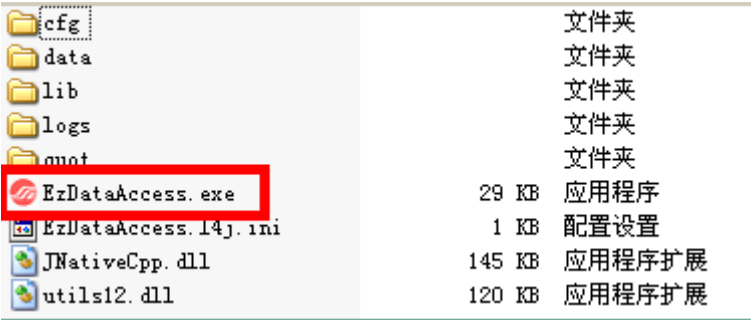 cfg 文件夹
data 文件夹
lib 文件夹
logs 文件夹
quot 文件夹
EzDataAccess.exe 29 KB 应用程序
EzDataAccess.l4j.ini 1 KB 配置设置
JNativeCpp.dll 145 KB 应用程序扩展
utils12.dll 120 KB 应用程序扩展